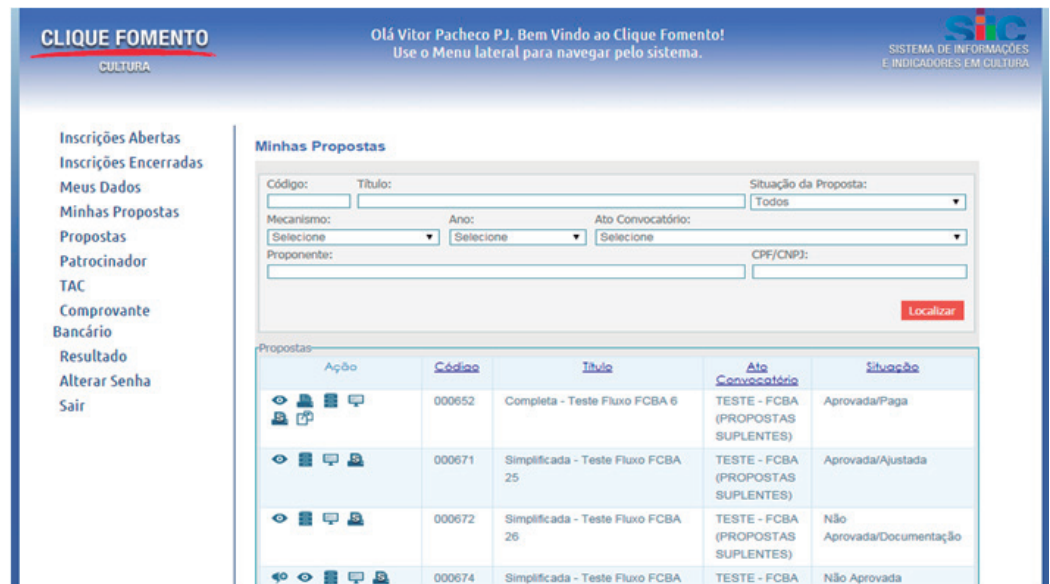 CLIQUE FOMENTO
CULTURA
Olá Vitor Pacheco PJ. Bem Vindo ao Clique Fomento!
Use o Menu lateral para navegar pelo sistema.
SIIC
SISTEMA DE INFORMAÇÕES
E INDICADORES EM CULTURA
Inscrições Abertas
Inscrições Encerradas
Meus Dados
Minhas Propostas
Propostas
Patrocinador
TAC
Comprovante
Bancário
Resultado
Alterar Senha
Sair
Minhas Propostas
Código: Título: Situação da Proposta:
Todos
Mecanismo: Ano: Ato Convocatório:
Selecione Selecione Selecione
Proponente: CPF/CNPJ:
Localizar
Propostas
Ação Código Título Ato Situação
Convocatório
000652 Completa - Teste Fluxo FCBA 6 TESTE - FCBA Aprovada/Paga
(PROPOSTAS
SUPLENTES)
000671 Simplificada - Teste Fluxo FCBA TESTE - FCBA Aprovada/Ajustada
25 (PROPOSTAS
SUPLENTES)
000672 Simplificada - Teste Fluxo FCBA TESTE - FCBA Não
26 (PROPOSTAS Aprovada/Documentação
SUPLENTES)
000674 Simplificada - Teste Fluxo FCBA TESTE - FCBA Não Aprovada